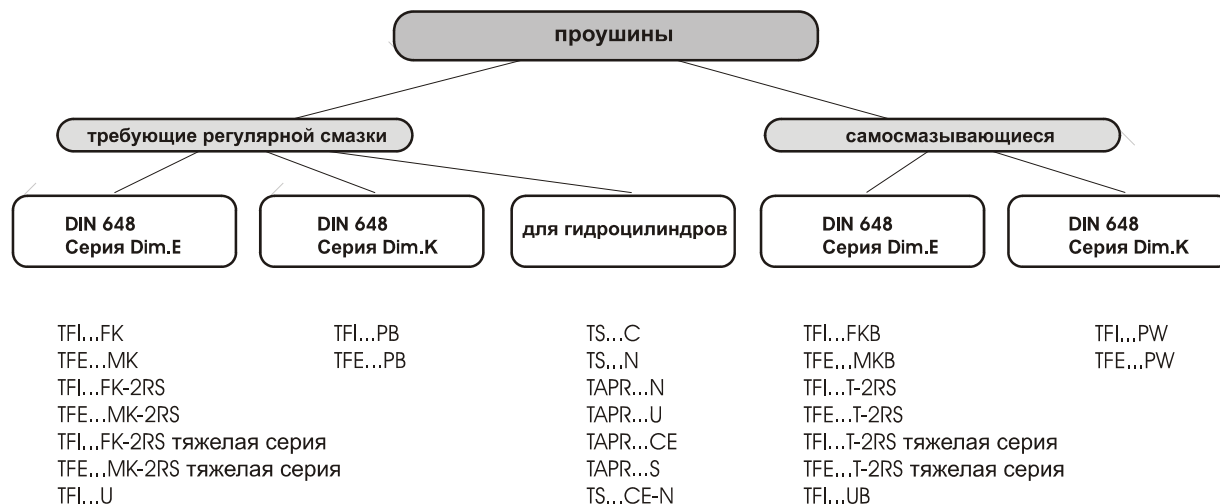 проушины
требующие регулярной смазки
самосмазывающиеся
DIN 648
Серия Dim.E
DIN 648
Серия Dim.K
для гидроцилиндров
DIN 648
Серия Dim.E
DIN 648
Серия Dim.K
TFI...FK
TFE...MK
TFI...FK-2RS
TFE...MK-2RS
TFI...FK-2RS тяжелая серия
TFE...MK-2RS тяжелая серия
TFI...U
TFI...PB
TFE...PB
TS...C
TS...N
TAPR...N
TAPR...U
TAPR...CE
TAPR...S
TS...CE-N
TFI...FKB
TFE...MKB
TFI...T-2RS
TFE...T-2RS
TFI...T-2RS тяжелая серия
TFE...T-2RS тяжелая серия
TFI...UB
TFI...PW
TFE...PW